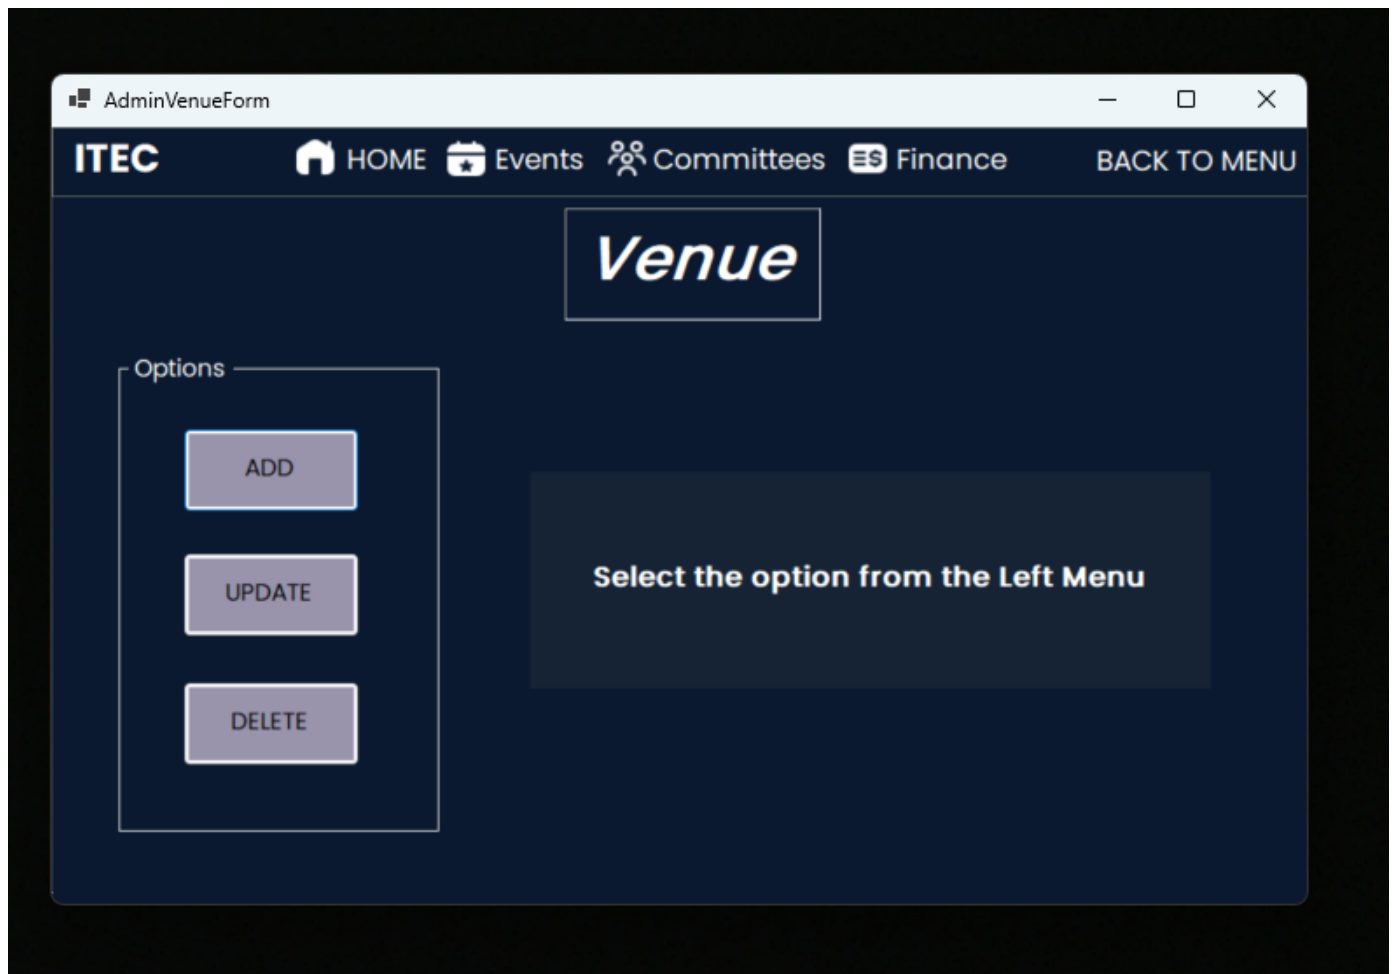 AdminVenueForm
ITEC HOME Events Committees Finance BACK TO MENU
Venue
Options
ADD
UPDATE
DELETE
Select the option from the Left Menu